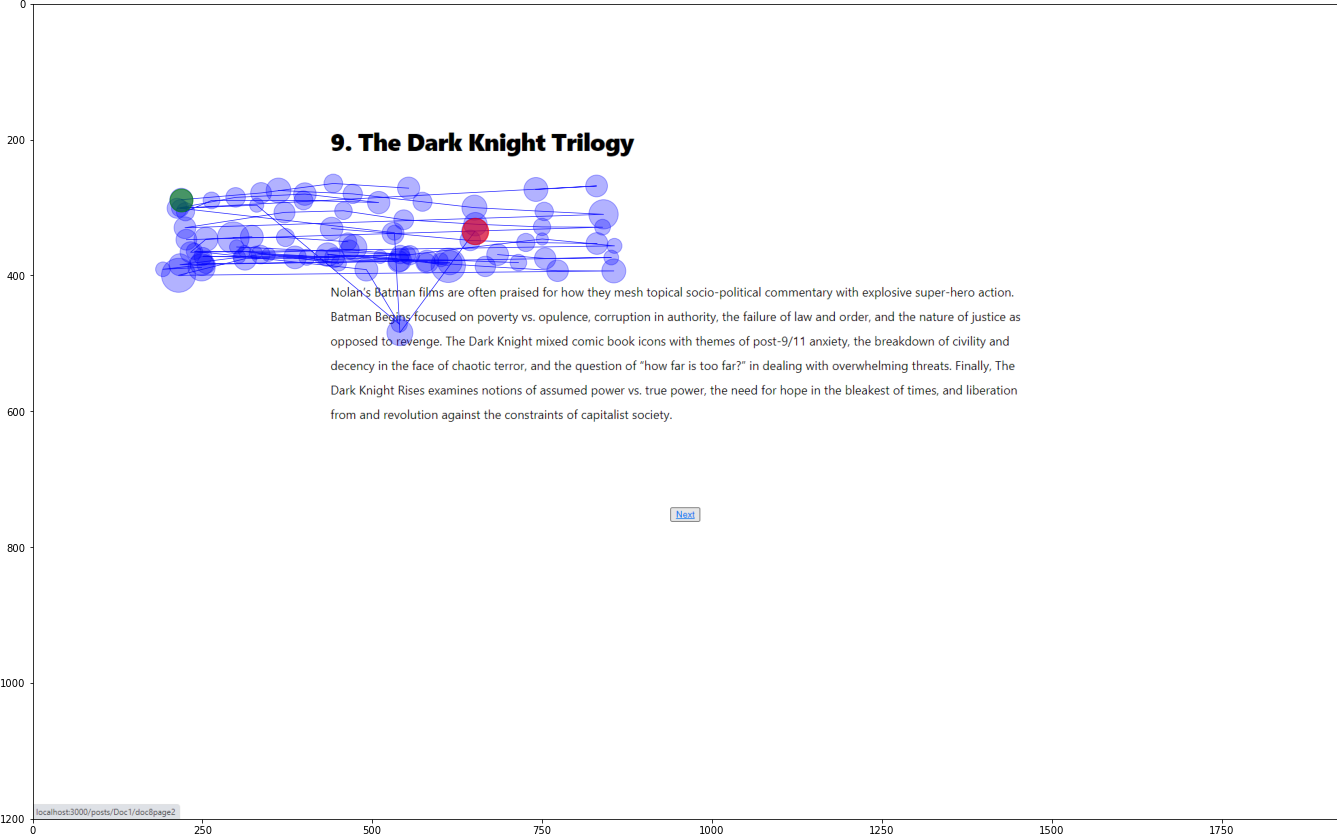 0
200
9. The Dark Knight Trilogy
400
Nolan's Batman films are often praised for how they mesh topical socio-political commentary with explosive super-hero action.
Batman Begins focused on poverty vs. opulence, corruption in authority, the failure of law and order, and the nature of justice as
opposed to revenge. The Dark Knight mixed comic book icons with themes of post-9/11 anxiety, the breakdown of civility and
decency in the face of chaotic terror, and the question of “how far is too far?” in dealing with overwhelming threats. Finally, The
Dark Knight Rises examines notions of assumed power vs. true power, the need for hope in the bleakest of times, and liberation
600
from and revolution against the constraints of capitalist society.
Next
800
1000
localhost:3000/posts/Doc1/doc8page2
1200
0 250 500 750 1000 1250 1500 1750